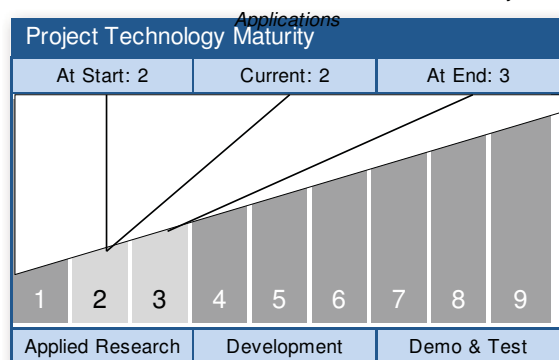 Applications
Project Technology Maturity
At Start: 2 Current: 2 At End: 3
1 2 3 4 5 6 7 8 9
Applied Research Development Demo & Test